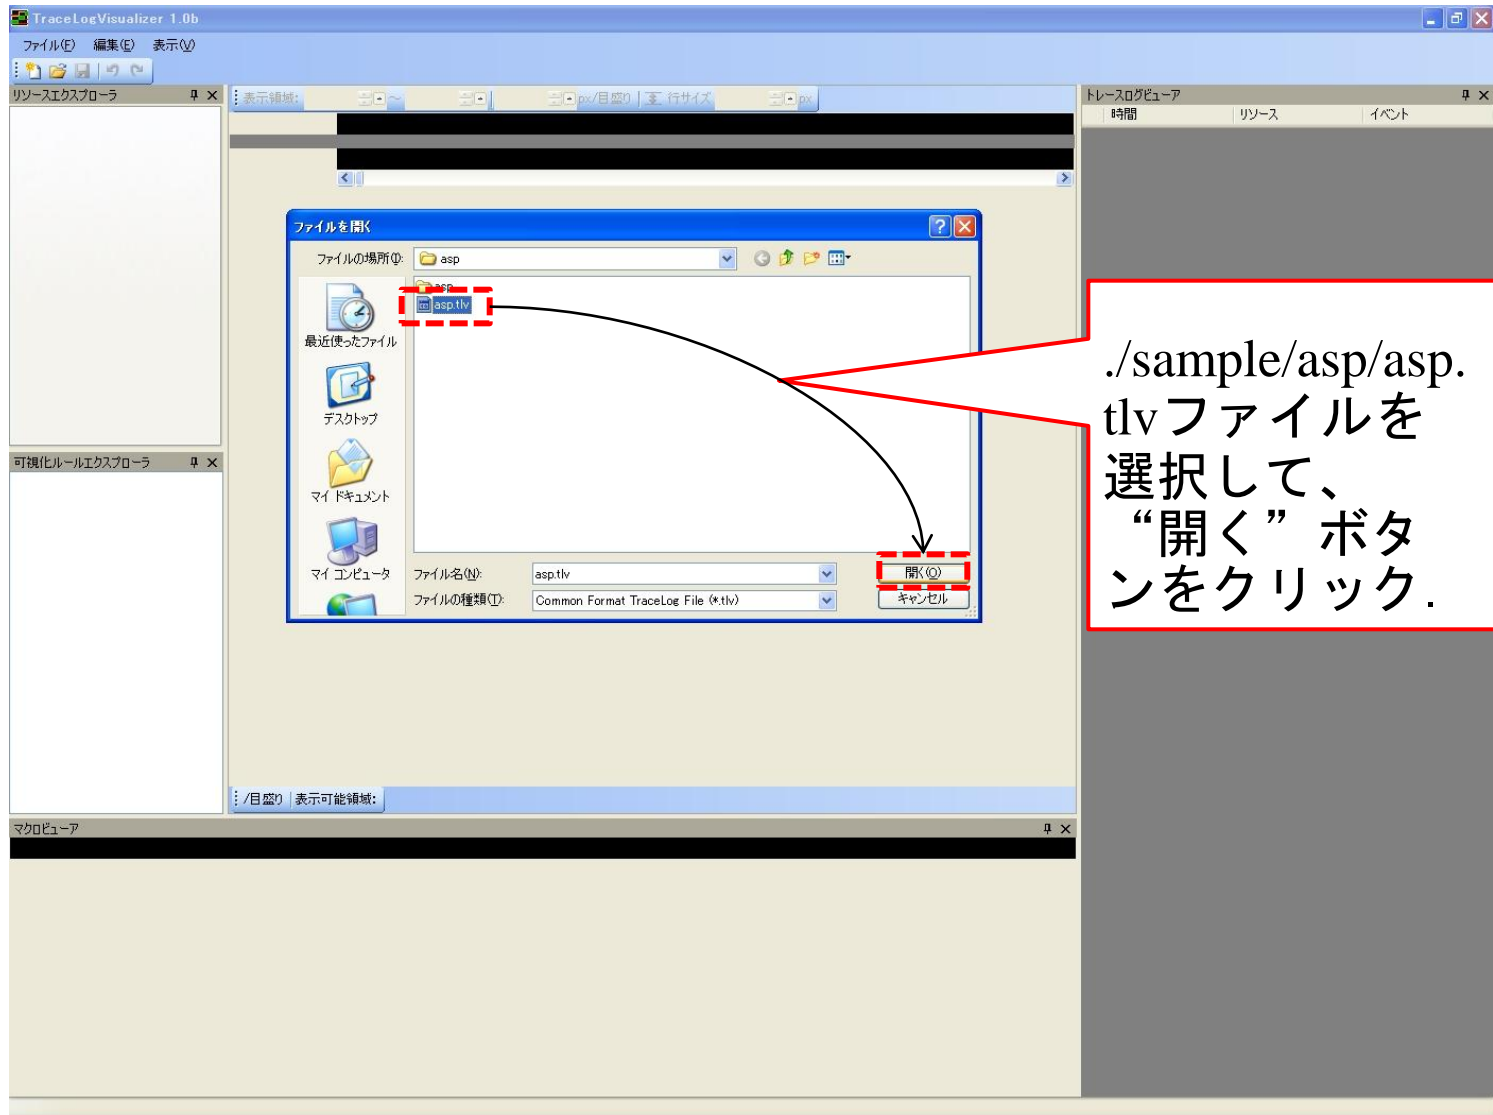 TraceLogVisualizer 1.0b
ファイル(F) 編集(E) 表示(V)
リソースエクスプローラ
表示領域: ～ px/目盛り 行サイズ px
トレースログビューア
時間 リソース イベント
ファイルを開く
ファイルの場所(I): asp
asp
asp.tlv
最近使ったファイル
デスクトップ
マイ ドキュメント
マイ コンピュータ
ファイル名(N): asp.tlv 開く(O)
ファイルの種類(T): Common Format TraceLog File (*.tlv) キャンセル
./sample/asp/asp.
tlvファイルを
選択して、
“開く”ボタ
ンをクリック.
可視化ルールエクスプローラ
/目盛り 表示可能領域:
マクロビューア